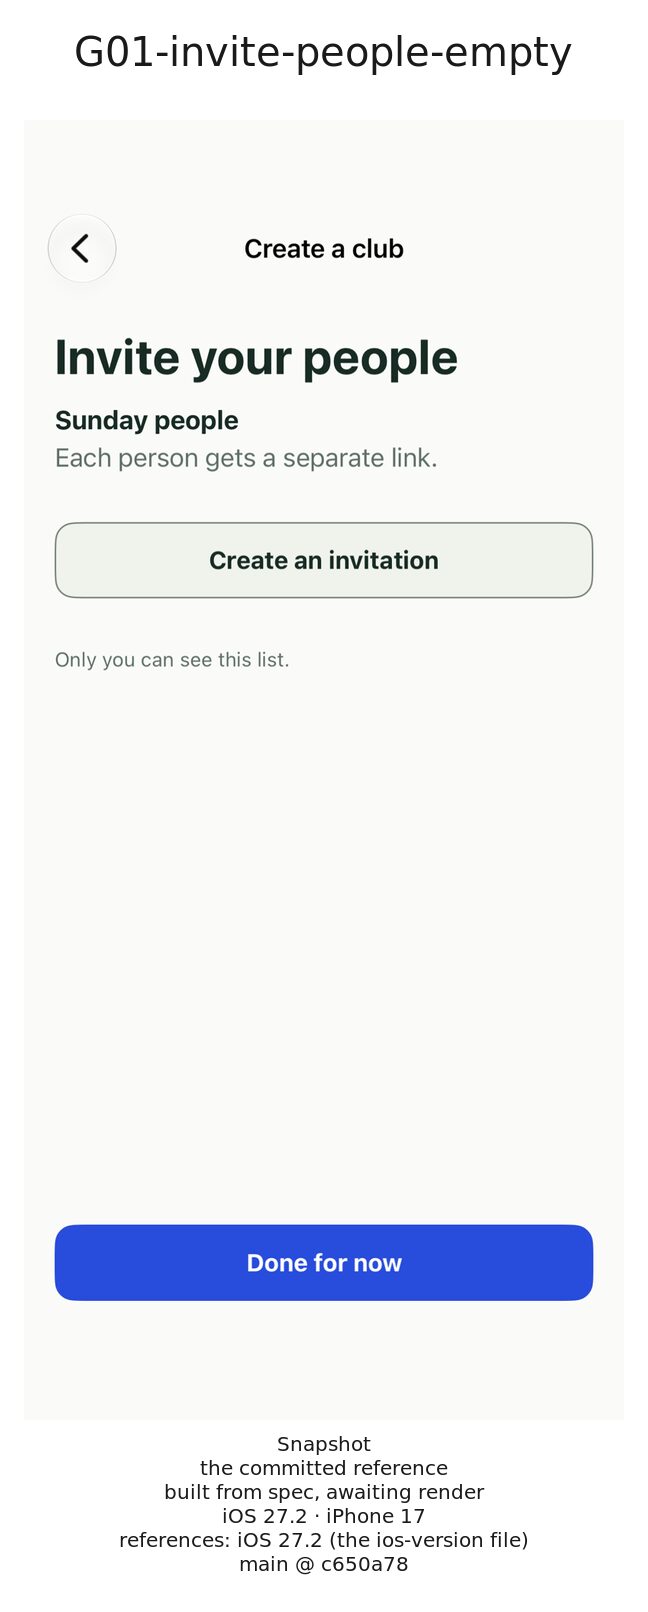 G01-invite-people-empty
Create a club
Invite your people
Sunday people
Each person gets a separate link.
Create an invitation
Only you can see this list.
Done for now
Snapshot
the committed reference
built from spec, awaiting render
iOS 27.2 · iPhone 17
references: iOS 27.2 (the ios-version file)
main @ c650a78